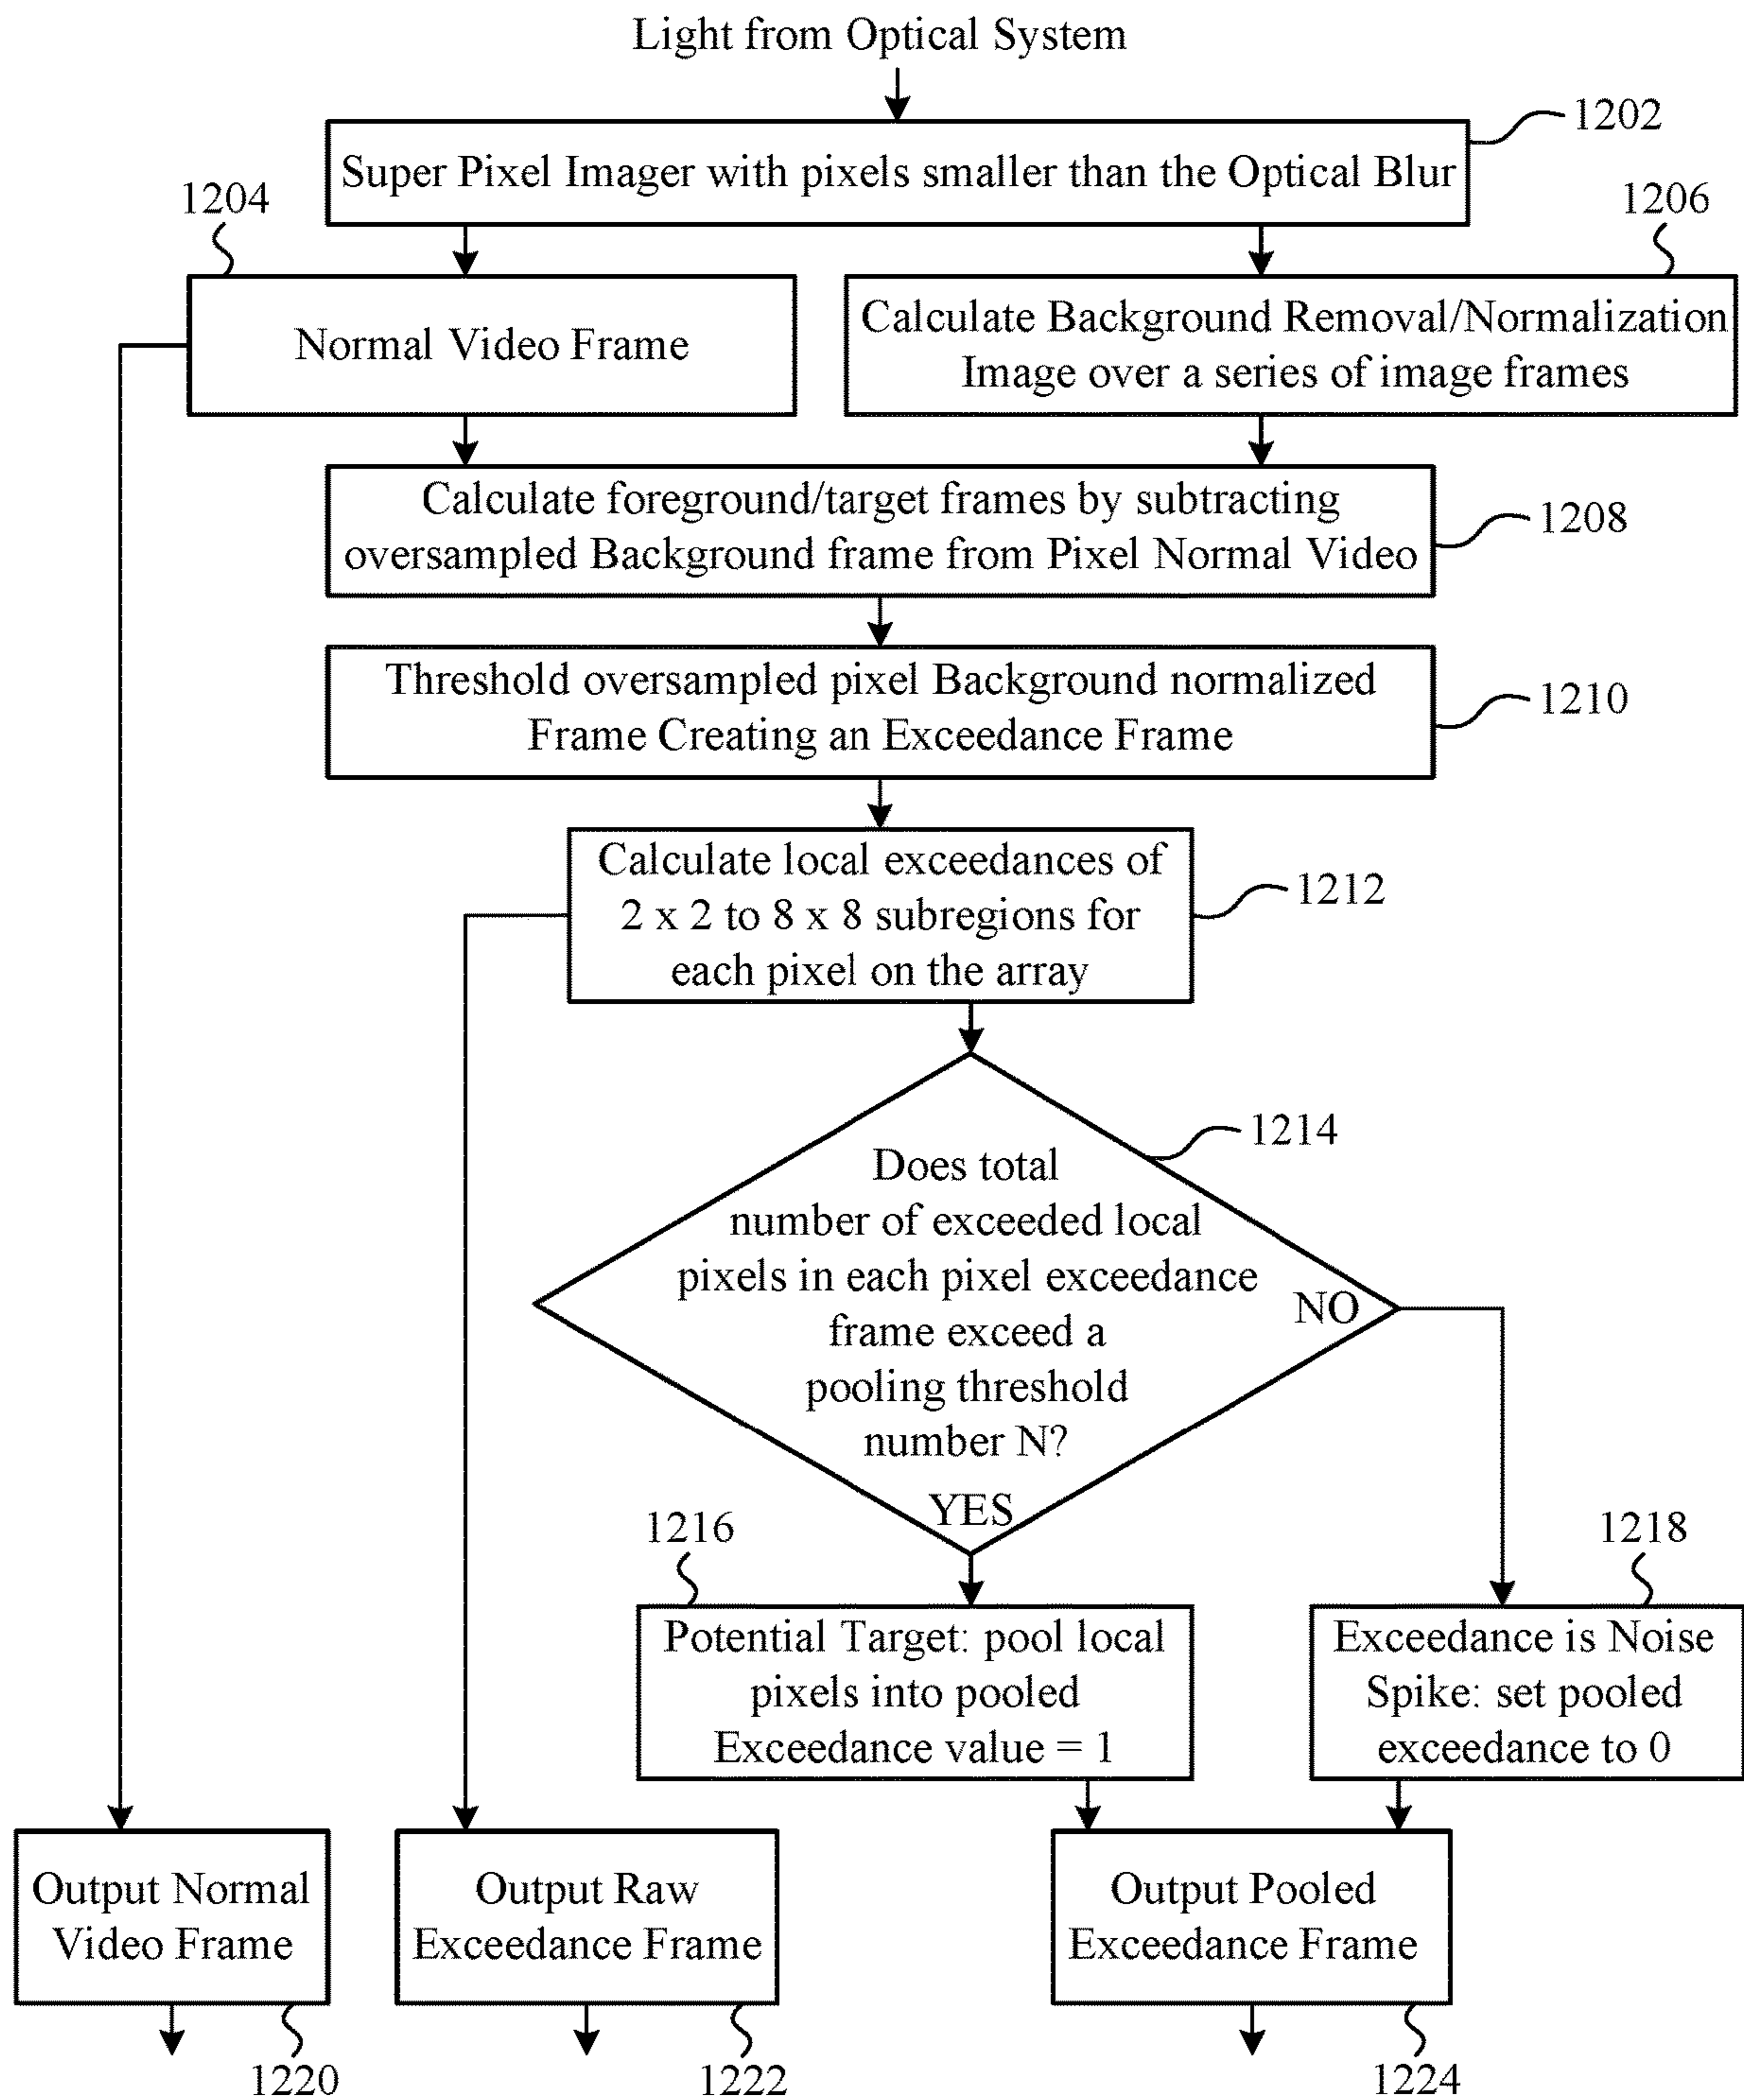 Light from Optical System
1202
Super Pixel Imager with pixels smaller than the Optical Blur
1204
1206
Normal Video Frame
Calculate Background Removal/Normalization
Image over a series of image frames
Calculate foreground/target frames by subtracting
oversampled Background frame from Pixel Normal Video
1208
Threshold oversampled pixel Background normalized
Frame Creating an Exceedance Frame
1210
Calculate local exceedances of
2 x 2 to 8 x 8 subregions for
each pixel on the array
1212
1214
Does total
number of exceeded local
pixels in each pixel exceedance
frame exceed a
pooling threshold
number N?
NO
YES
1216
1218
Potential Target: pool local
pixels into pooled
Exceedance value = 1
Exceedance is Noise
Spike: set pooled
exceedance to 0
Output Normal
Video Frame
Output Raw
Exceedance Frame
Output Pooled
Exceedance Frame
1220
1222
1224